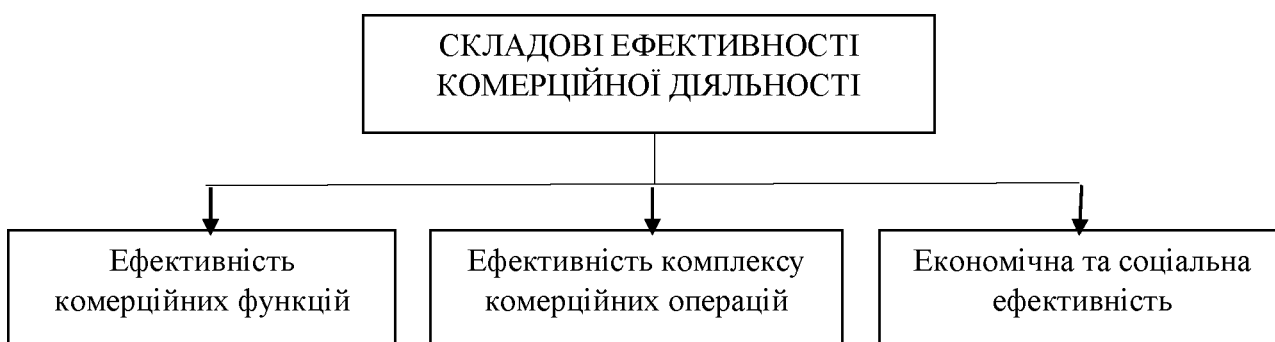 СКЛАДОВІ ЕФЕКТИВНОСТІ
КОМЕРЦІЙНОЇ ДІЯЛЬНОСТІ
Ефективність
комерційних функцій
Ефективність комплексу
комерційних операцій
Економічна та соціальна
ефективність